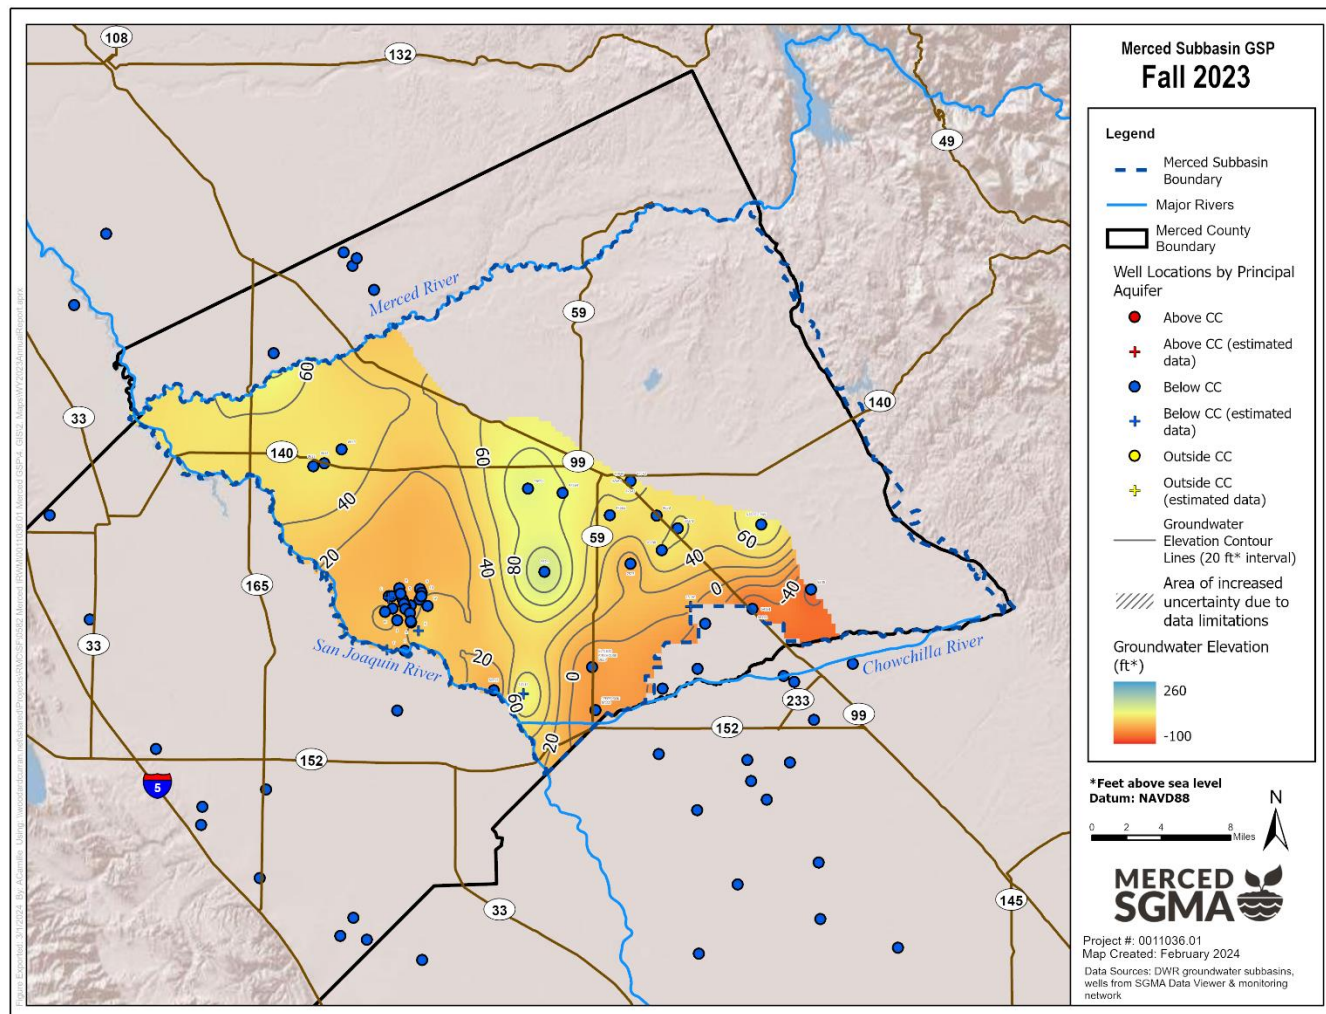 Merced Subbasin GSP
Fall 2023
Legend
Merced Subbasin
Boundary
Major Rivers
Merced County
Boundary
Well Locations by Principal
Aquifer
Above CC
Above CC (estimated
data)
Below CC
Below CC (estimated
data)
Outside CC
Outside CC
(estimated data)
Groundwater
Elevation Contour
Lines (20 ft* interval)
Area of increased
uncertainty due to
data limitations
Groundwater Elevation
(ft*)
260
-100
*Feet above sea level
Datum: NAVD88
N
0 2 4 8 Miles
MERCED
SGMA
Project #: 0011036.01
Map Created: February 2024
Data Sources: DWR groundwater subbasins,
wells from SGMA Data Viewer & monitoring
network
108
132
49
Merced River
59
60
33
140
140
99
60
40
20
80
40
59
60
40
0
-40
165
33
San Joaquin River
20
60
0
20
Chowchilla River
233
99
152
152
5
33
145